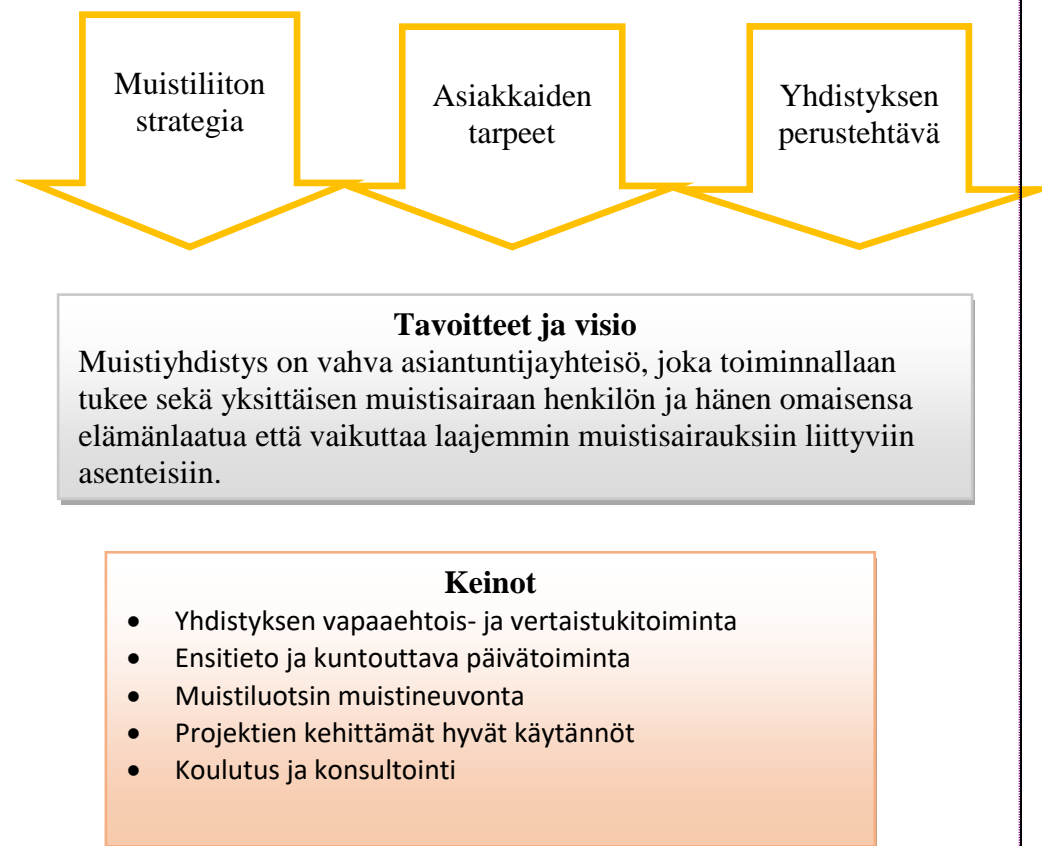 Muistiliiton
strategia
Asiakkaiden
tarpeet
Yhdistyksen
perustehtävä
Tavoitteet ja visio
Muistiyhdistys on vahva asiantuntijayhteisö, joka toiminnallaan
tukee sekä yksittäisen muistisairaan henkilön ja hänen omaisensa
elämänlaatua että vaikuttaa laajemmin muistisairauksiin liittyviin
asenteisiin.
Keinot
• Yhdistyksen vapaaehtois- ja vertaistukitoiminta
• Ensitieto ja kuntouttava päivätoiminta
• Muistiluotsin muistineuvonta
• Projektien kehittämät hyvät käytännöt
• Koulutus ja konsultointi